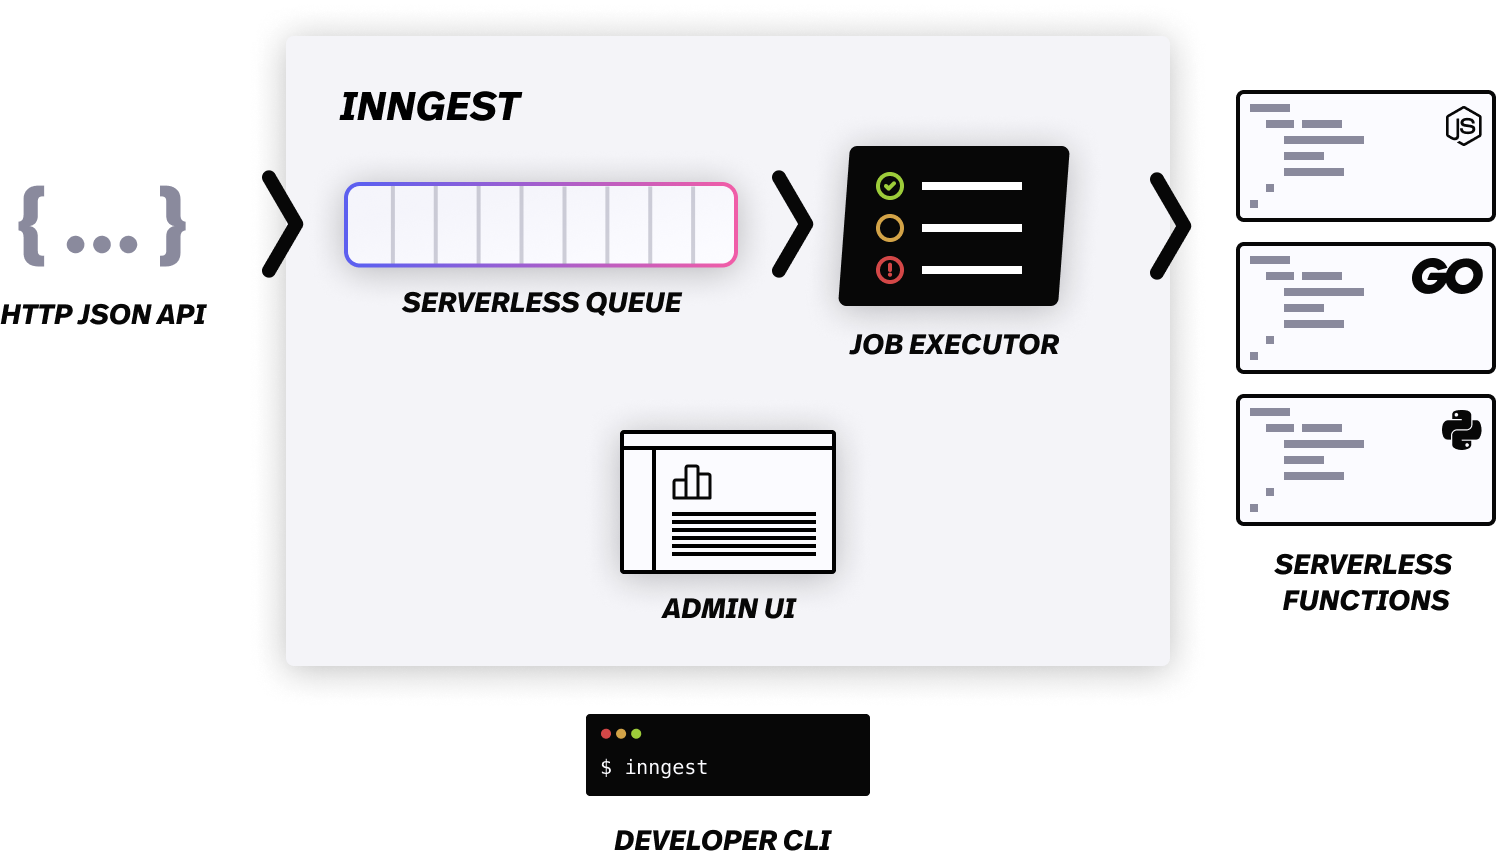 INNGEST
JS
GO
{ ... }
HTTP JSON API
SERVERLESS QUEUE
JOB EXECUTOR
ADMIN UI
SERVERLESS
FUNCTIONS
$ inngest
DEVELOPER CLI